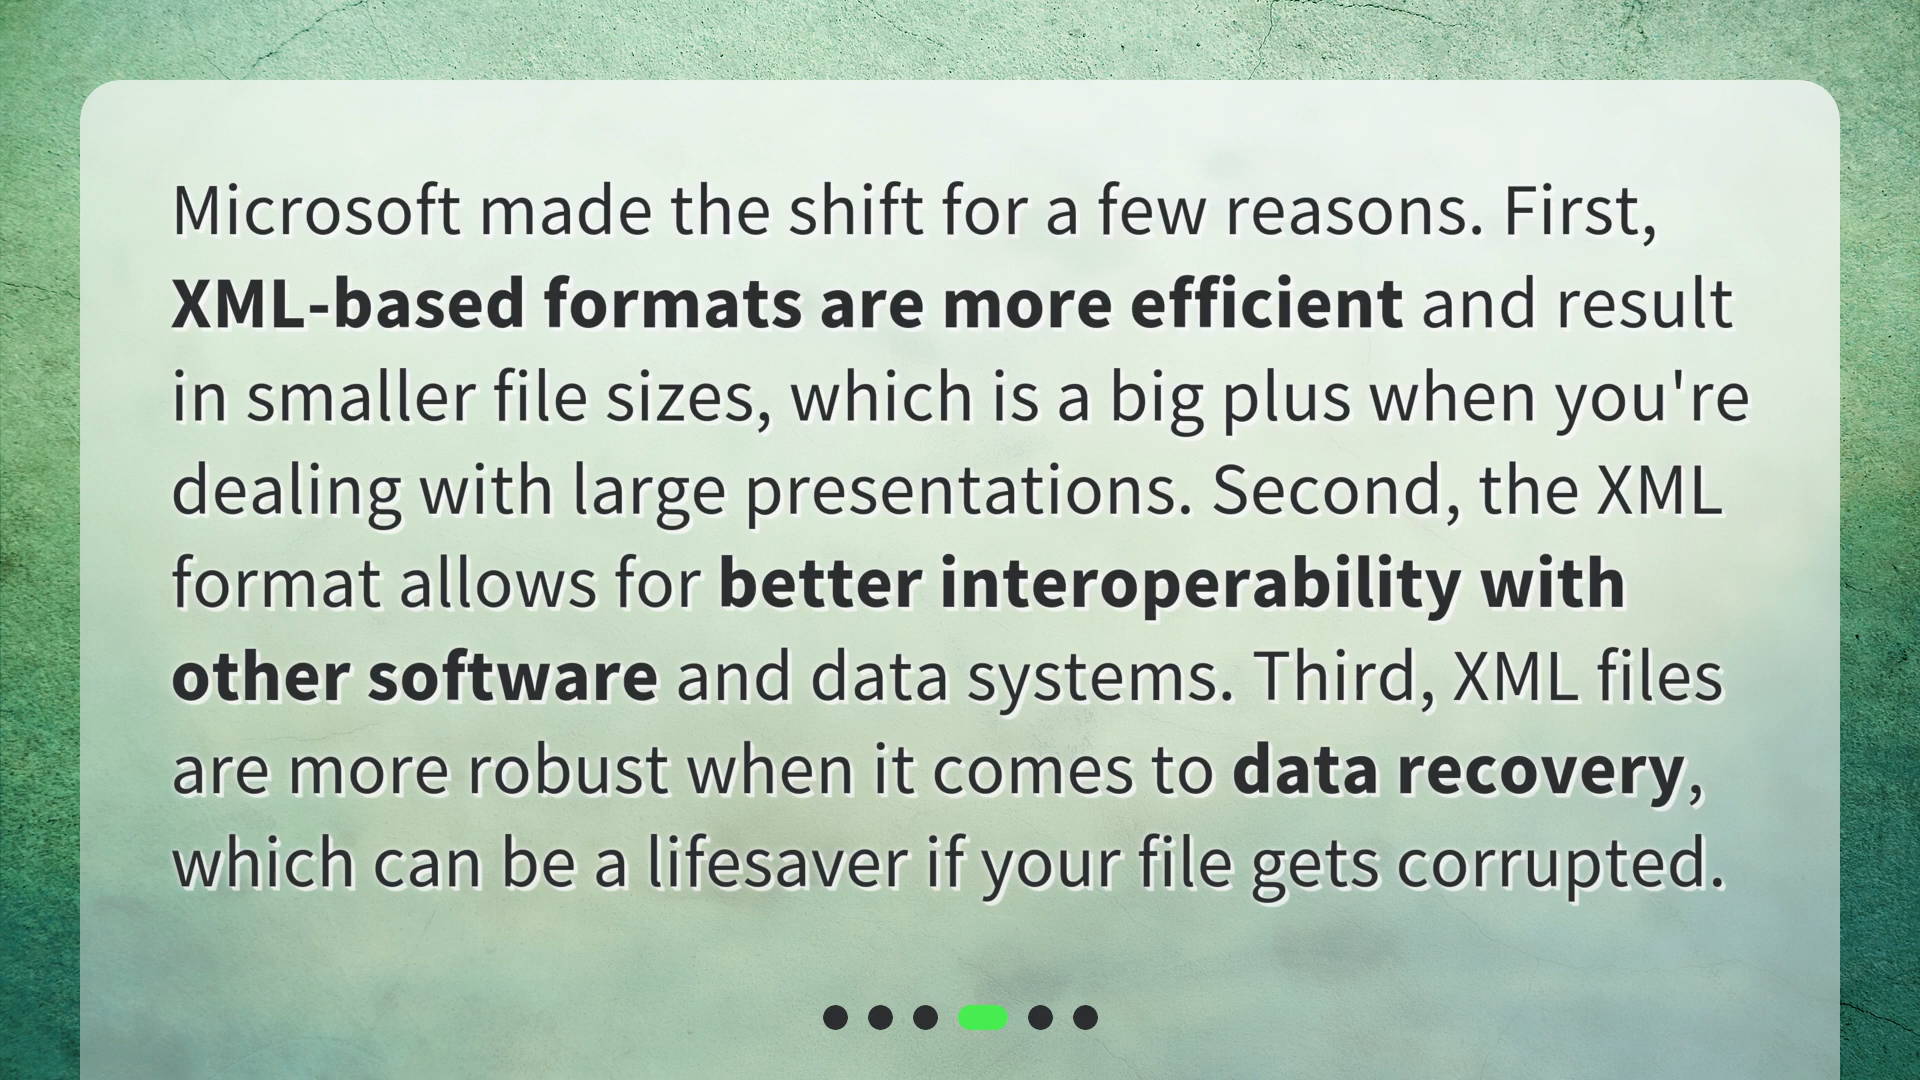 Microsoft made the shift for a few reasons. First,
XML-based formats are more efficient and result
in smaller file sizes, which is a big plus when you're
dealing with large presentations. Second, the XML
format allows for better interoperability with
other software and data systems. Third, XML files
are more robust when it comes to data recovery,
which can be a lifesaver if your file gets corrupted.